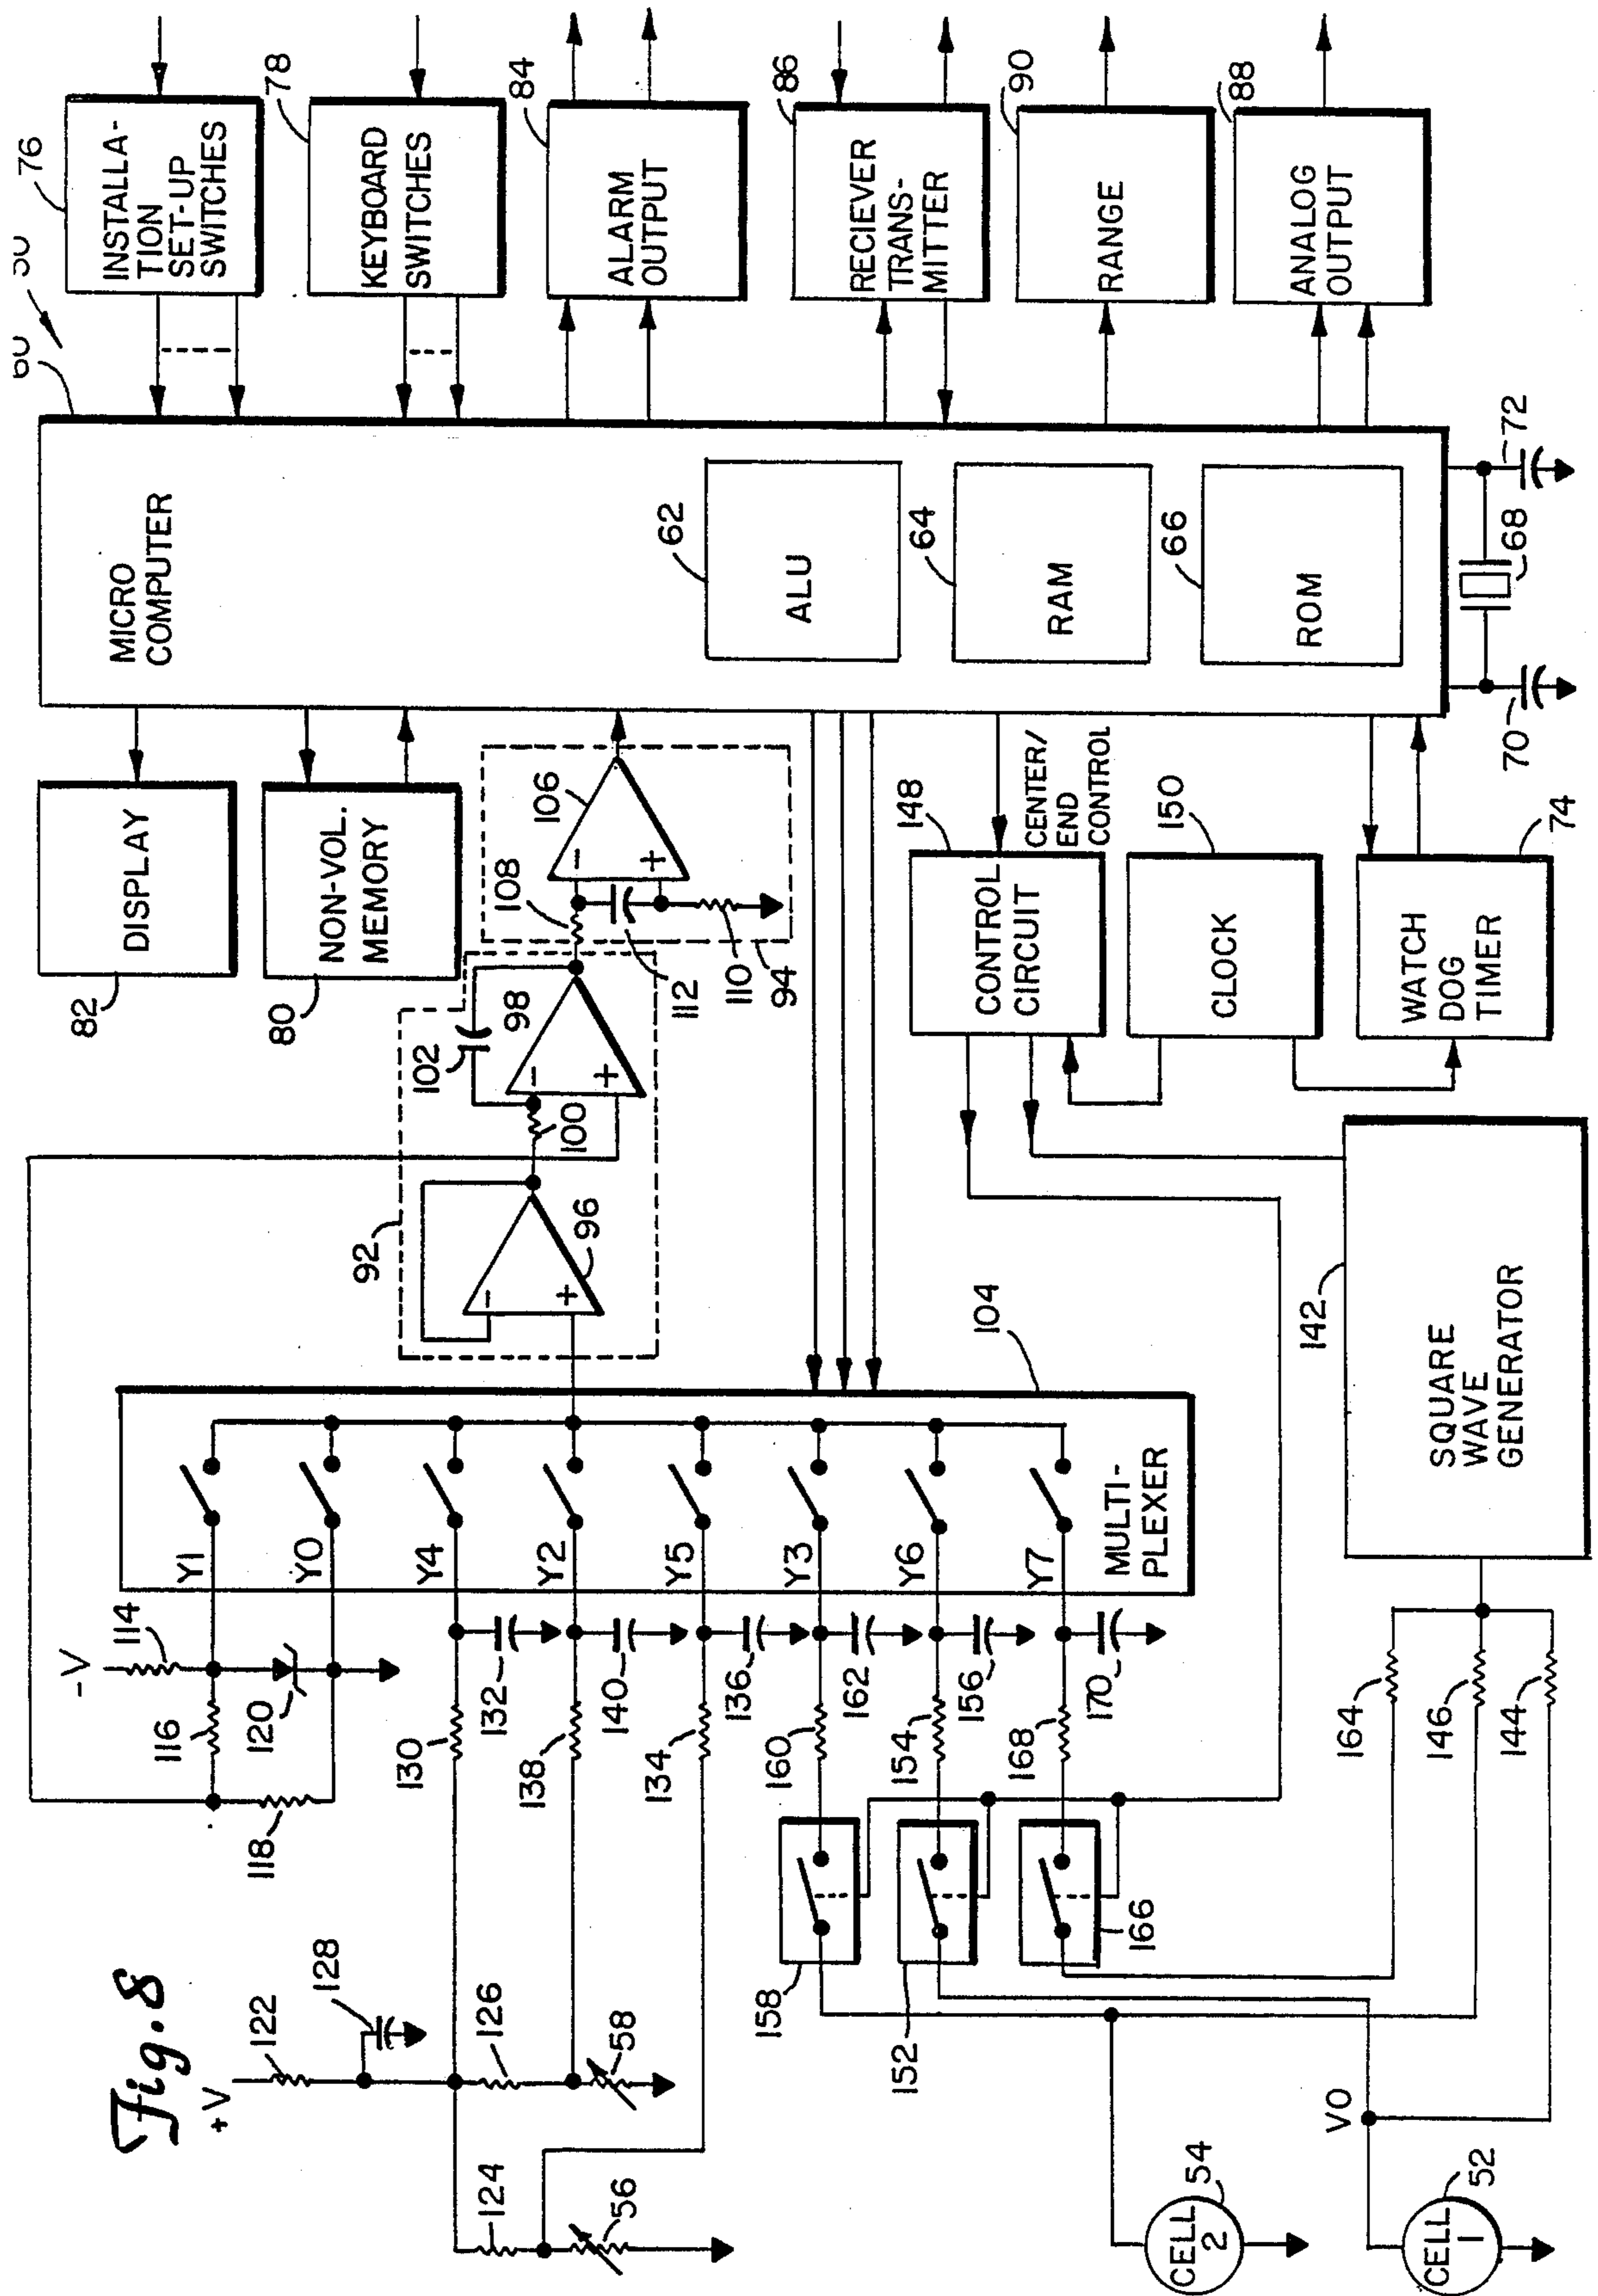 Fig. 8
+V
122
128
124
126
56
58
-V
114
116
118
120
130
132
138
140
134
136
160
162
154
156
168
170
158
152
166
164
146
144
V0
CELL
2
54
CELL
1
52
Y1
Y0
Y4
Y2
Y5
Y3
Y6
Y7
MULTI-
PLEXER
104
92
96
-
+
98
-
+
100
102
106
-
+
108
110
112
94
SQUARE
WAVE
GENERATOR
142
DISPLAY
82
NON-VOL.
MEMORY
80
CONTROL
CIRCUIT
148
CENTER/
END
CONTROL
CLOCK
150
WATCH
DOG
TIMER
74
MICRO
COMPUTER
60
50
ALU
62
RAM
64
ROM
66
70
68
72
INSTALLA-
TION
SET-UP
SWITCHES
76
KEYBOARD
SWITCHES
78
ALARM
OUTPUT
84
RECIEVER
TRANS-
MITTER
86
RANGE
90
ANALOG
OUTPUT
88